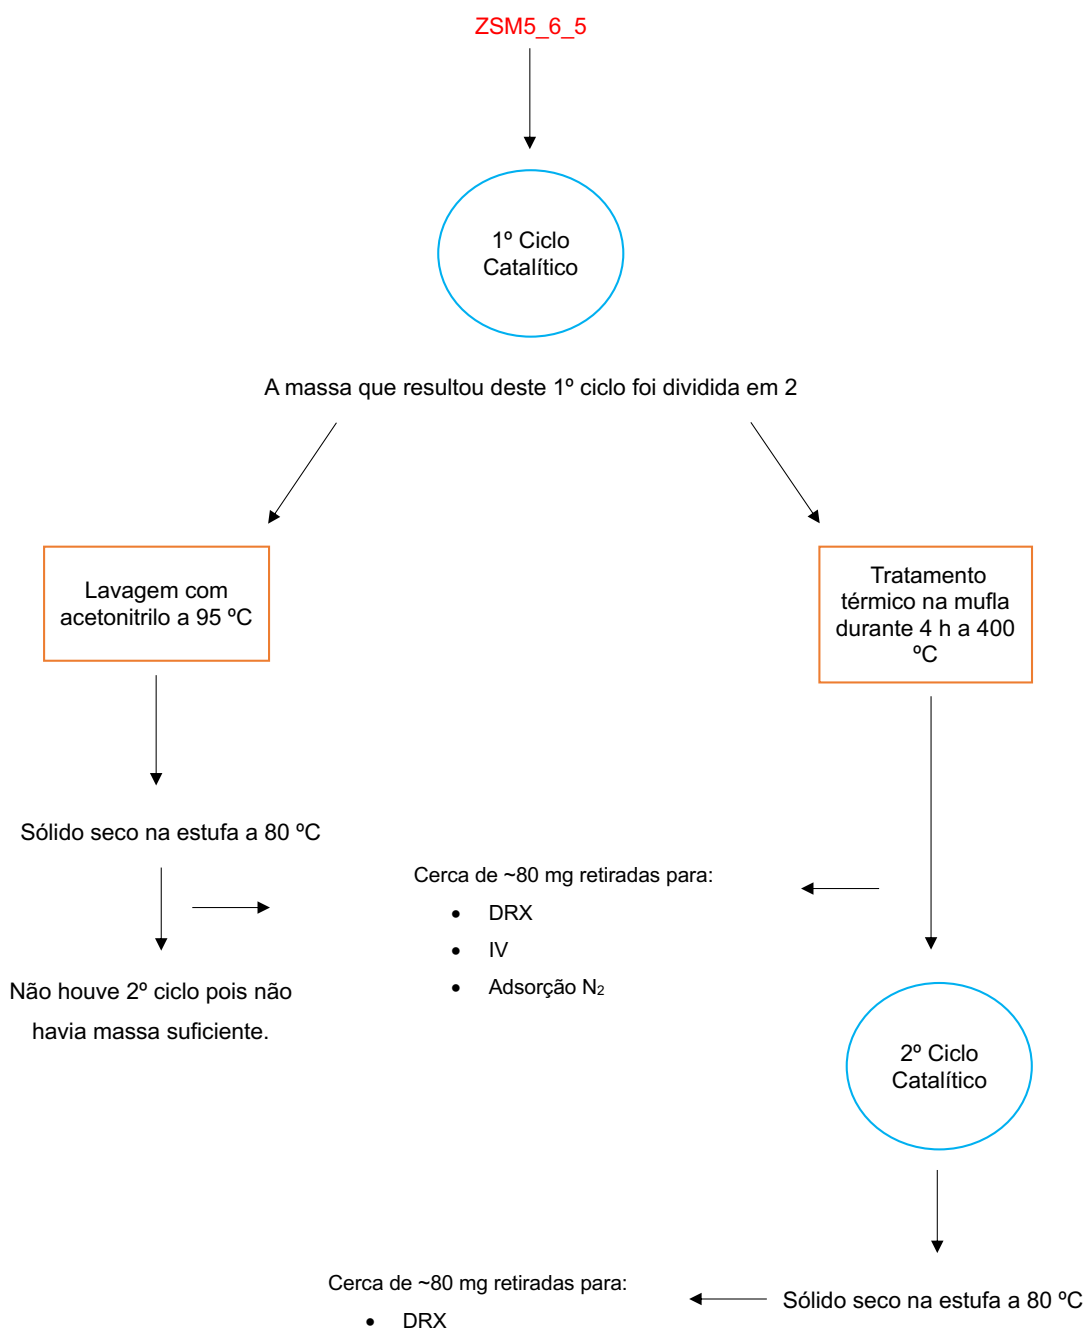 ZSM5_6_5
1º Ciclo
Catalítico
A massa que resultou deste 1º ciclo foi dividida em 2
Lavagem com
acetonitrilo a 95 ºC
Tratamento
térmico na mufla
durante 4 h a 400
ºC
Sólido seco na estufa a 80 ºC
Cerca de ~80 mg retiradas para:
• DRX
• IV
• Adsorção N₂
Não houve 2º ciclo pois não
havia massa suficiente.
2º Ciclo
Catalítico
Sólido seco na estufa a 80 ºC
Cerca de ~80 mg retiradas para:
• DRX